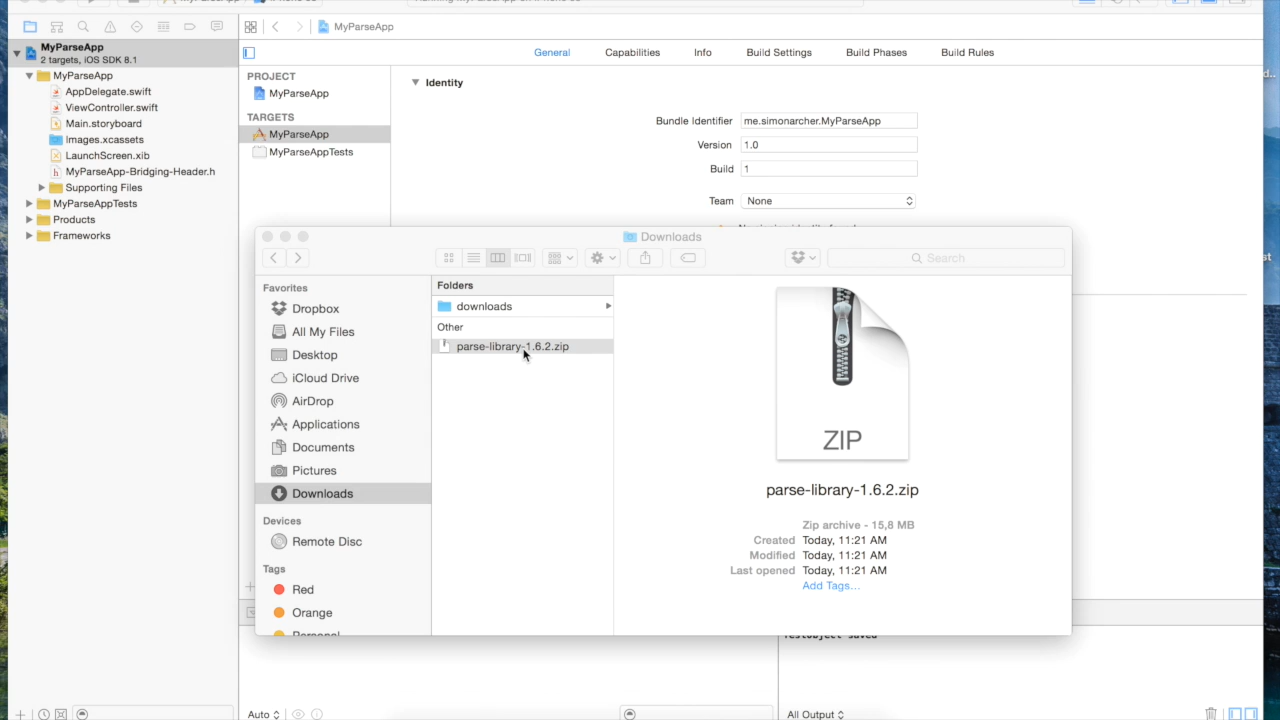 MyParseApp
MyParseApp
2 targets, iOS SDK 8.1
General
Capabilities
Info
Build Settings
Build Phases
Build Rules
MyParseApp
AppDelegate.swift
ViewController.swift
Main.storyboard
Images.xcassets
LaunchScreen.xib
MyParseApp-Bridging-Header.h
Supporting Files
MyParseAppTests
Products
Frameworks
PROJECT
MyParseApp
TARGETS
MyParseApp
MyParseAppTests
Identity
Bundle Identifier me.simonarcher.MyParseApp
Version 1.0
Build 1
Team None
Downloads
Search
Favorites
Dropbox
All My Files
Desktop
iCloud Drive
AirDrop
Applications
Documents
Pictures
Downloads
Devices
Remote Disc
Tags
Red
Orange
Folders
downloads
Other
parse-library-1.6.2.zip
ZIP
parse-library-1.6.2.zip
Zip archive - 15,8 MB
Created Today, 11:21 AM
Modified Today, 11:21 AM
Last opened Today, 11:21 AM
Add Tags...
Auto
All Output